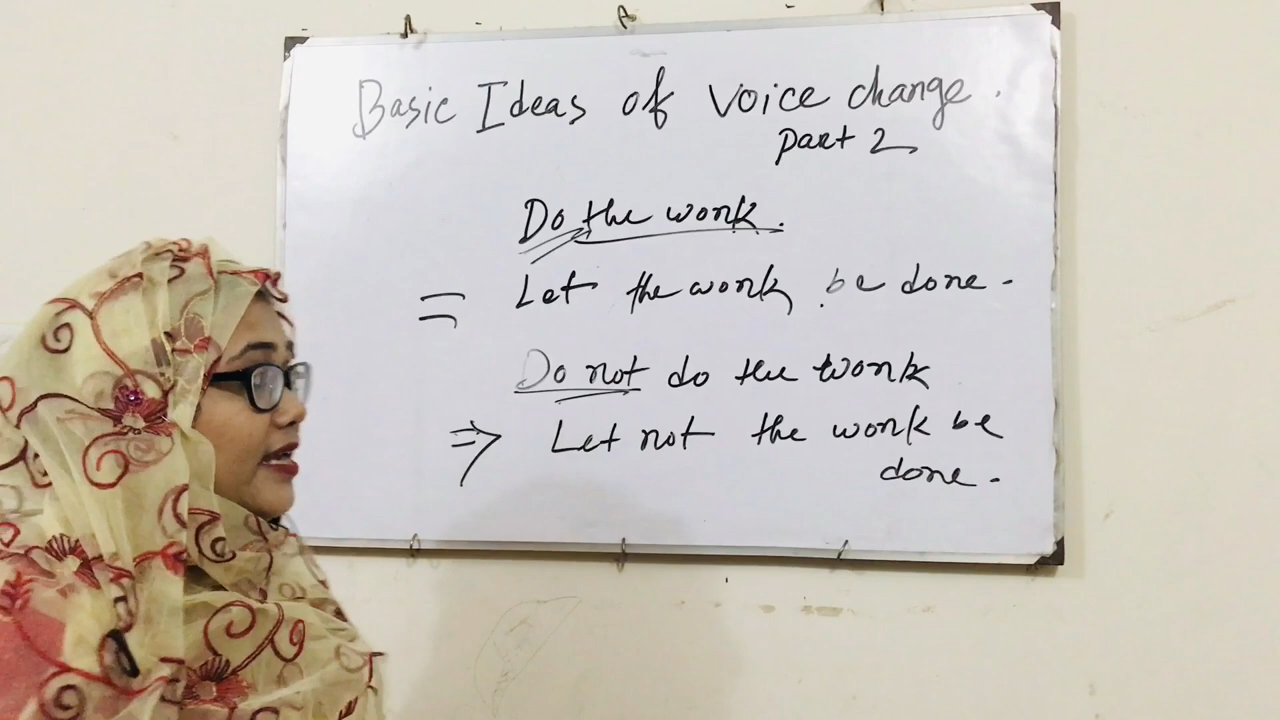 Basic Ideas of voice change.
part 2
Do the work.
= Let the work be done.
Do not do the work
⇒ Let not the work be
done.